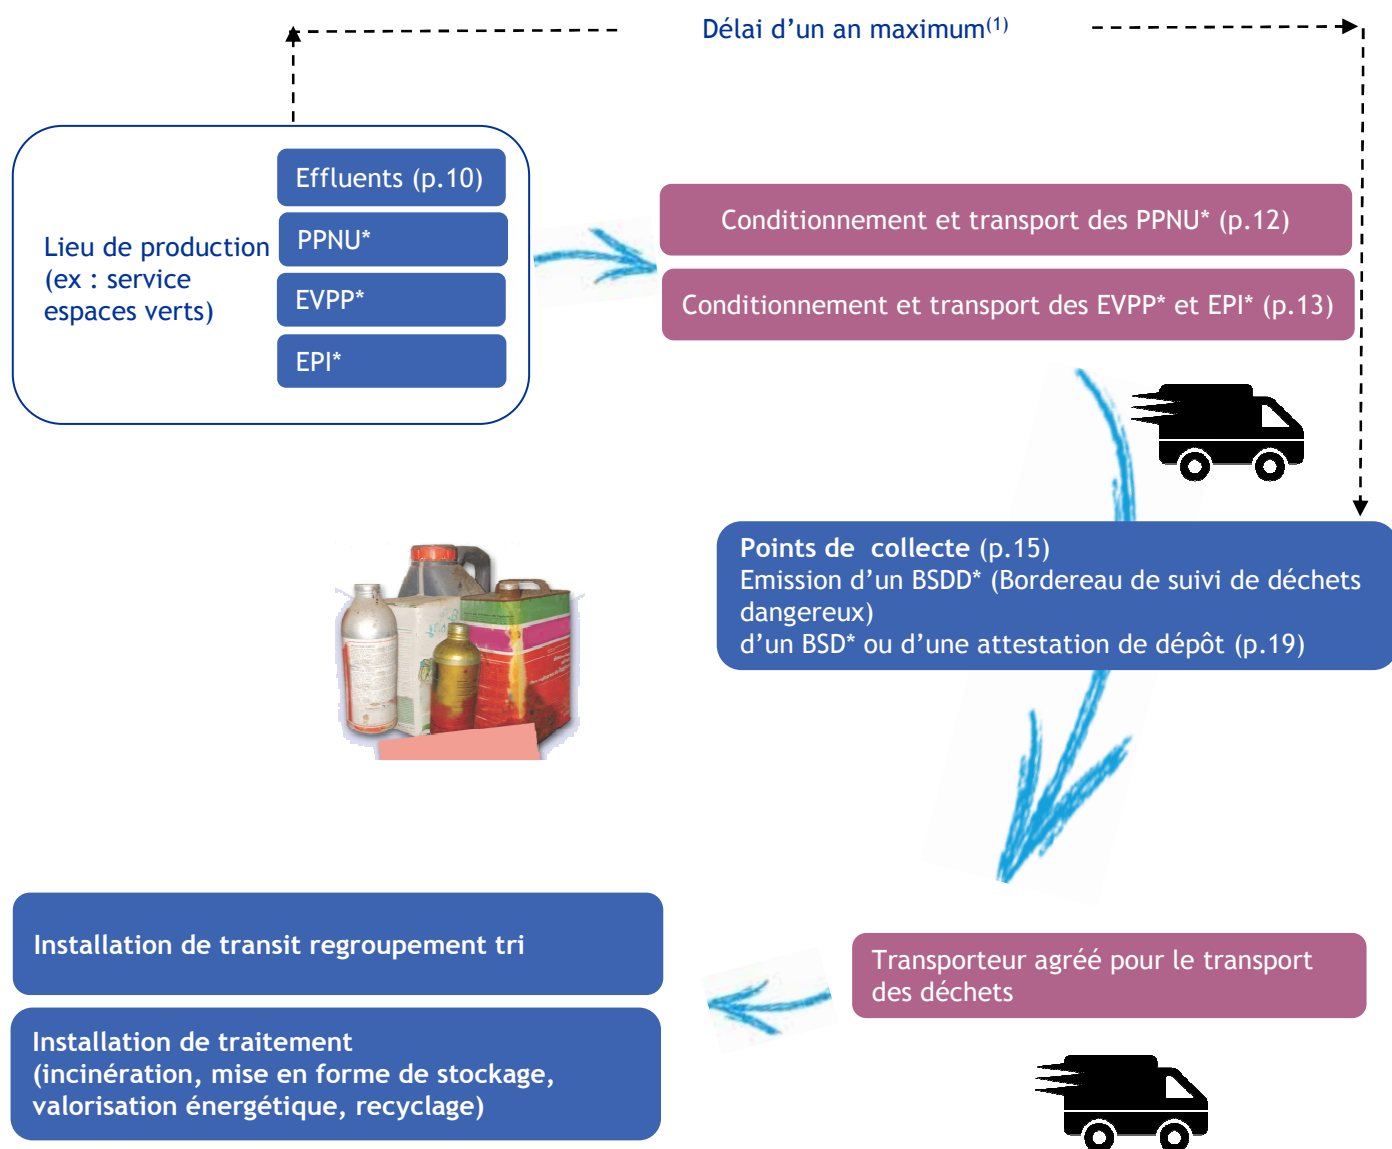 Délai d’un an maximum(1)
Lieu de production
(ex : service
espaces verts)
Effluents (p.10)
PPNU*
EVPP*
EPI*
Conditionnement et transport des PPNU* (p.12)
Conditionnement et transport des EVPP* et EPI* (p.13)
Points de collecte (p.15)
Emission d’un BSDD* (Bordereau de suivi de déchets
dangereux)
d’un BSD* ou d’une attestation de dépôt (p.19)
Transporteur agréé pour le transport
des déchets
Installation de transit regroupement tri
Installation de traitement
(incinération, mise en forme de stockage,
valorisation énergétique, recyclage)